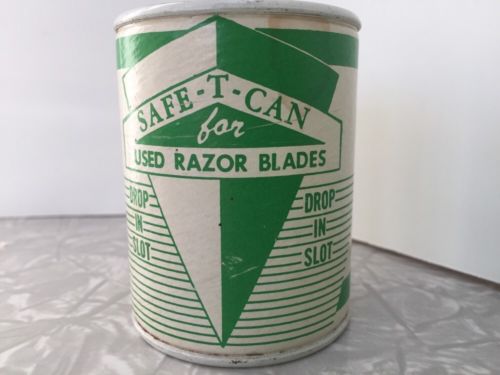 SAFE-T-CAN
for
USED RAZOR BLADES
DROP
IN
SLOT
DROP
IN
SLOT